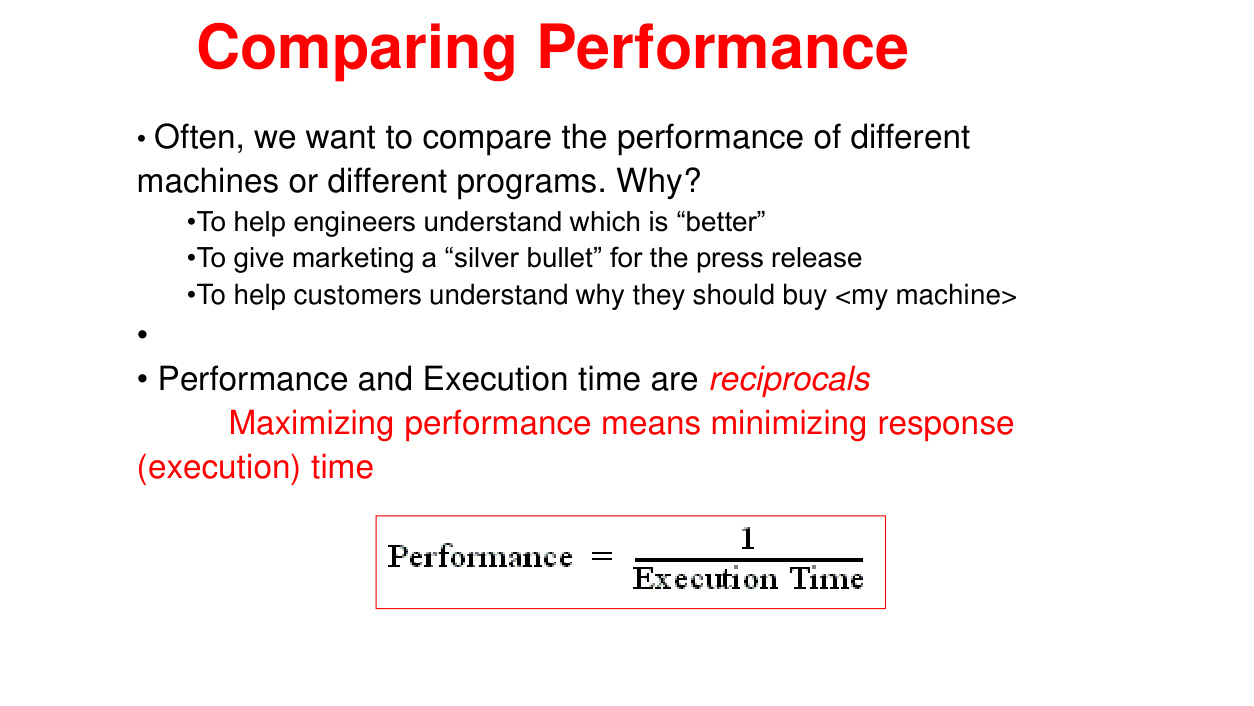 Comparing Performance
• Often, we want to compare the performance of different
machines or different programs. Why?
•To help engineers understand which is “better”
•To give marketing a “silver bullet” for the press release
•To help customers understand why they should buy <my machine>
•
• Performance and Execution time are reciprocals
Maximizing performance means minimizing response
(execution) time
1
Performance =
Execution Time